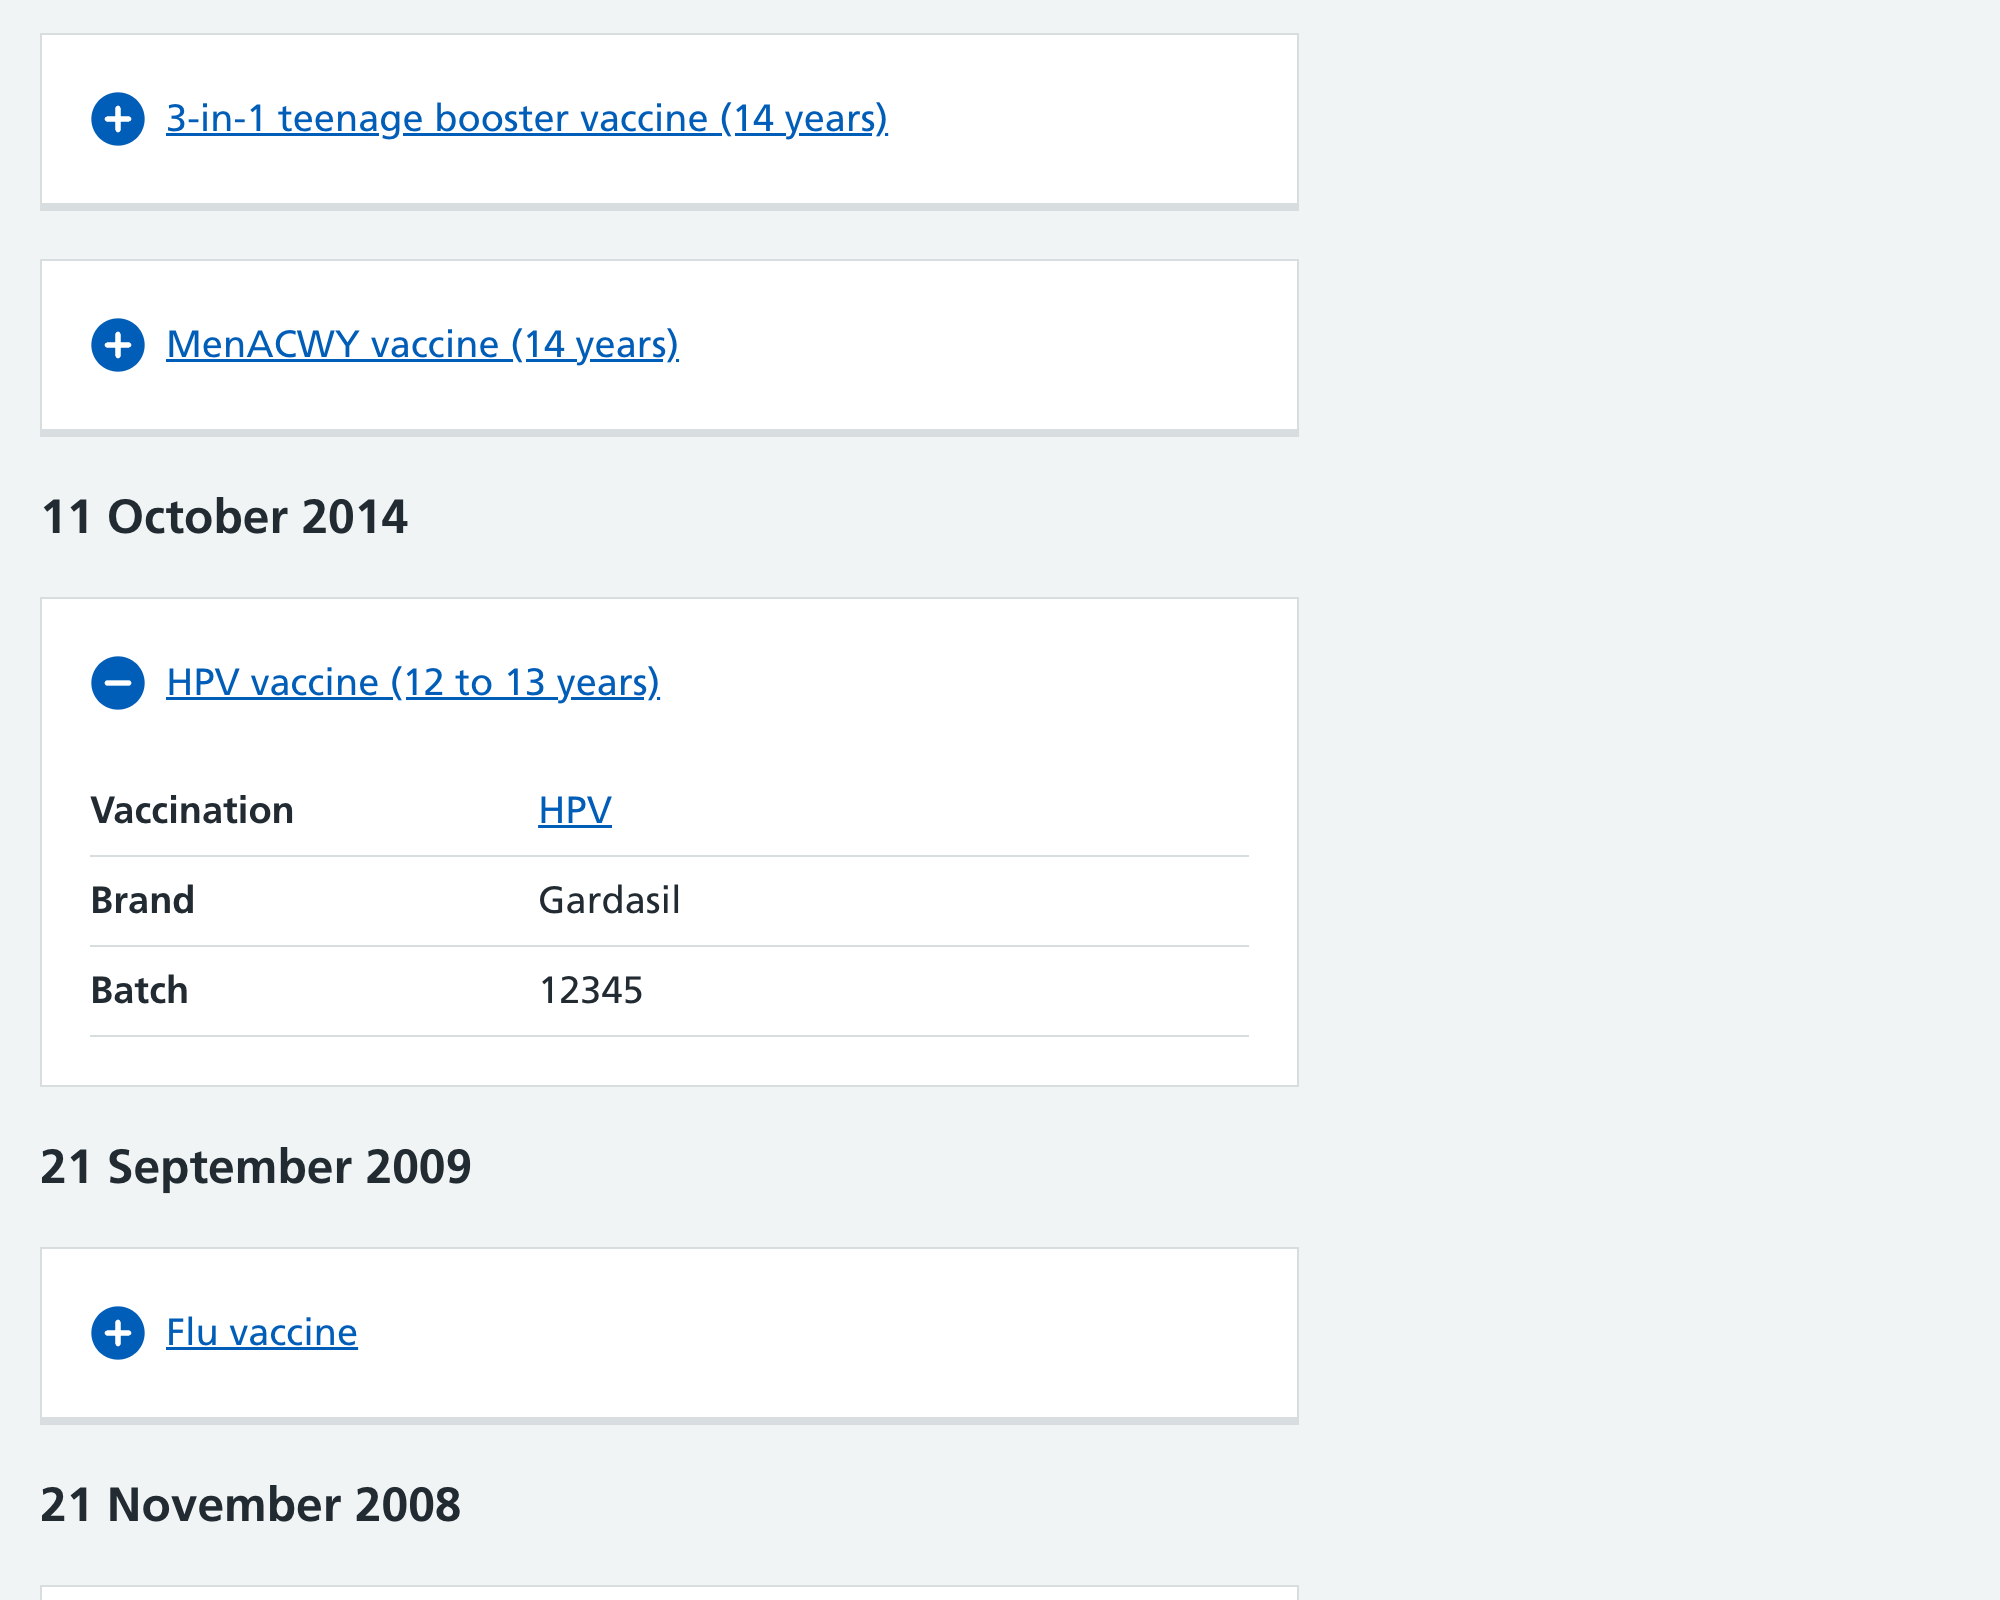 3-in-1 teenage booster vaccine (14 years)
MenACWY vaccine (14 years)
11 October 2014
HPV vaccine (12 to 13 years)
Vaccination HPV
Brand Gardasil
Batch 12345
21 September 2009
Flu vaccine
21 November 2008